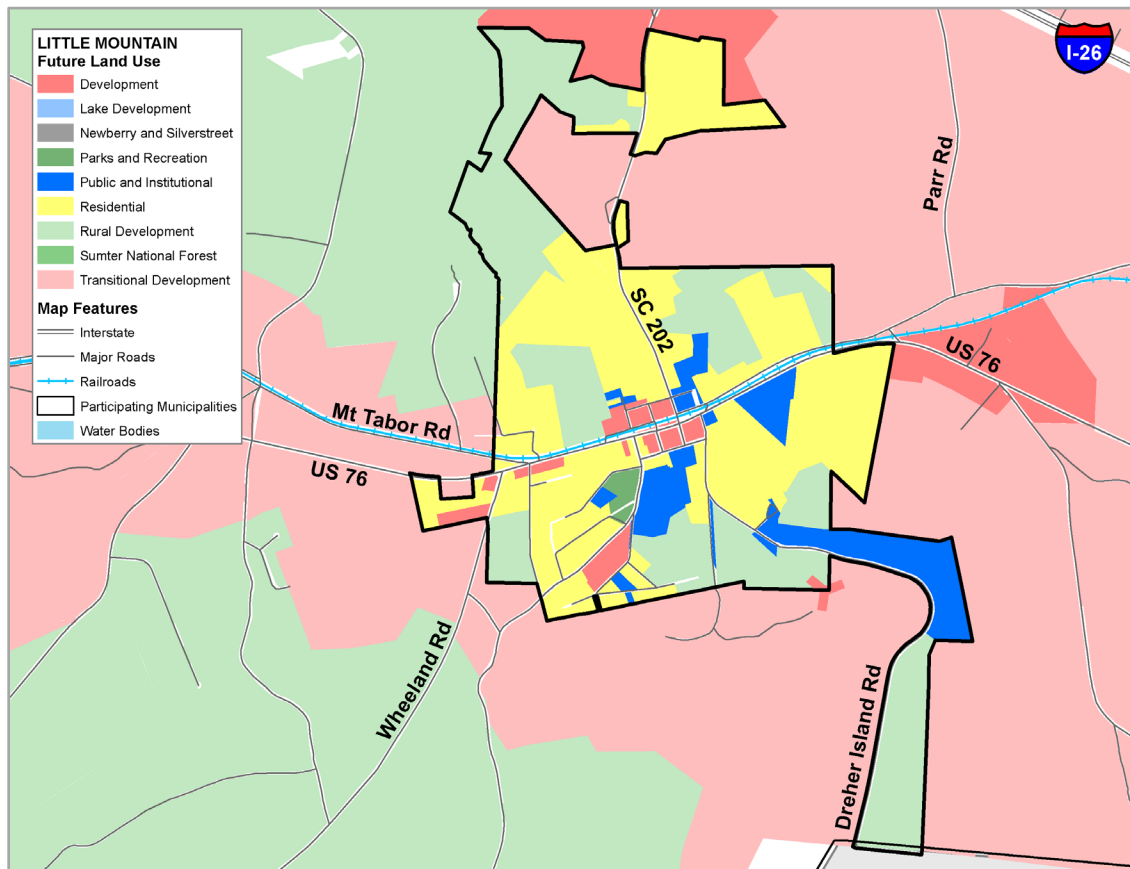 LITTLE MOUNTAIN
Future Land Use
Development
Lake Development
Newberry and Silverstreet
Parks and Recreation
Public and Institutional
Residential
Rural Development
Sumter National Forest
Transitional Development
Map Features
Interstate
Major Roads
Railroads
Participating Municipalities
Water Bodies
I-26
Parr Rd
SC 202
US 76
Mt Tabor Rd
US 76
Wheeland Rd
Dreher Island Rd